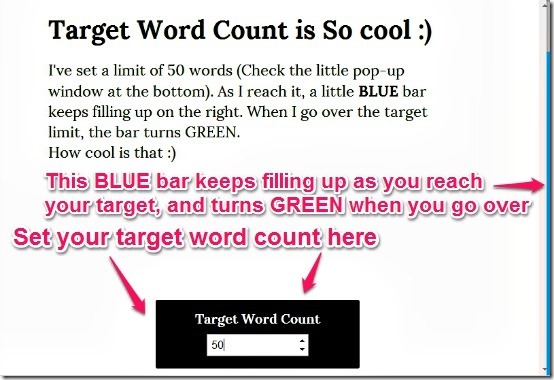 Target Word Count is So cool :)
I've set a limit of 50 words (Check the little pop-up
window at the bottom). As I reach it, a little BLUE bar
keeps filling up on the right. When I go over the target
limit, the bar turns GREEN.
How cool is that :)
This BLUE bar keeps filling up as you reach
your target, and turns GREEN when you go over
Set your target word count here
Target Word Count
50